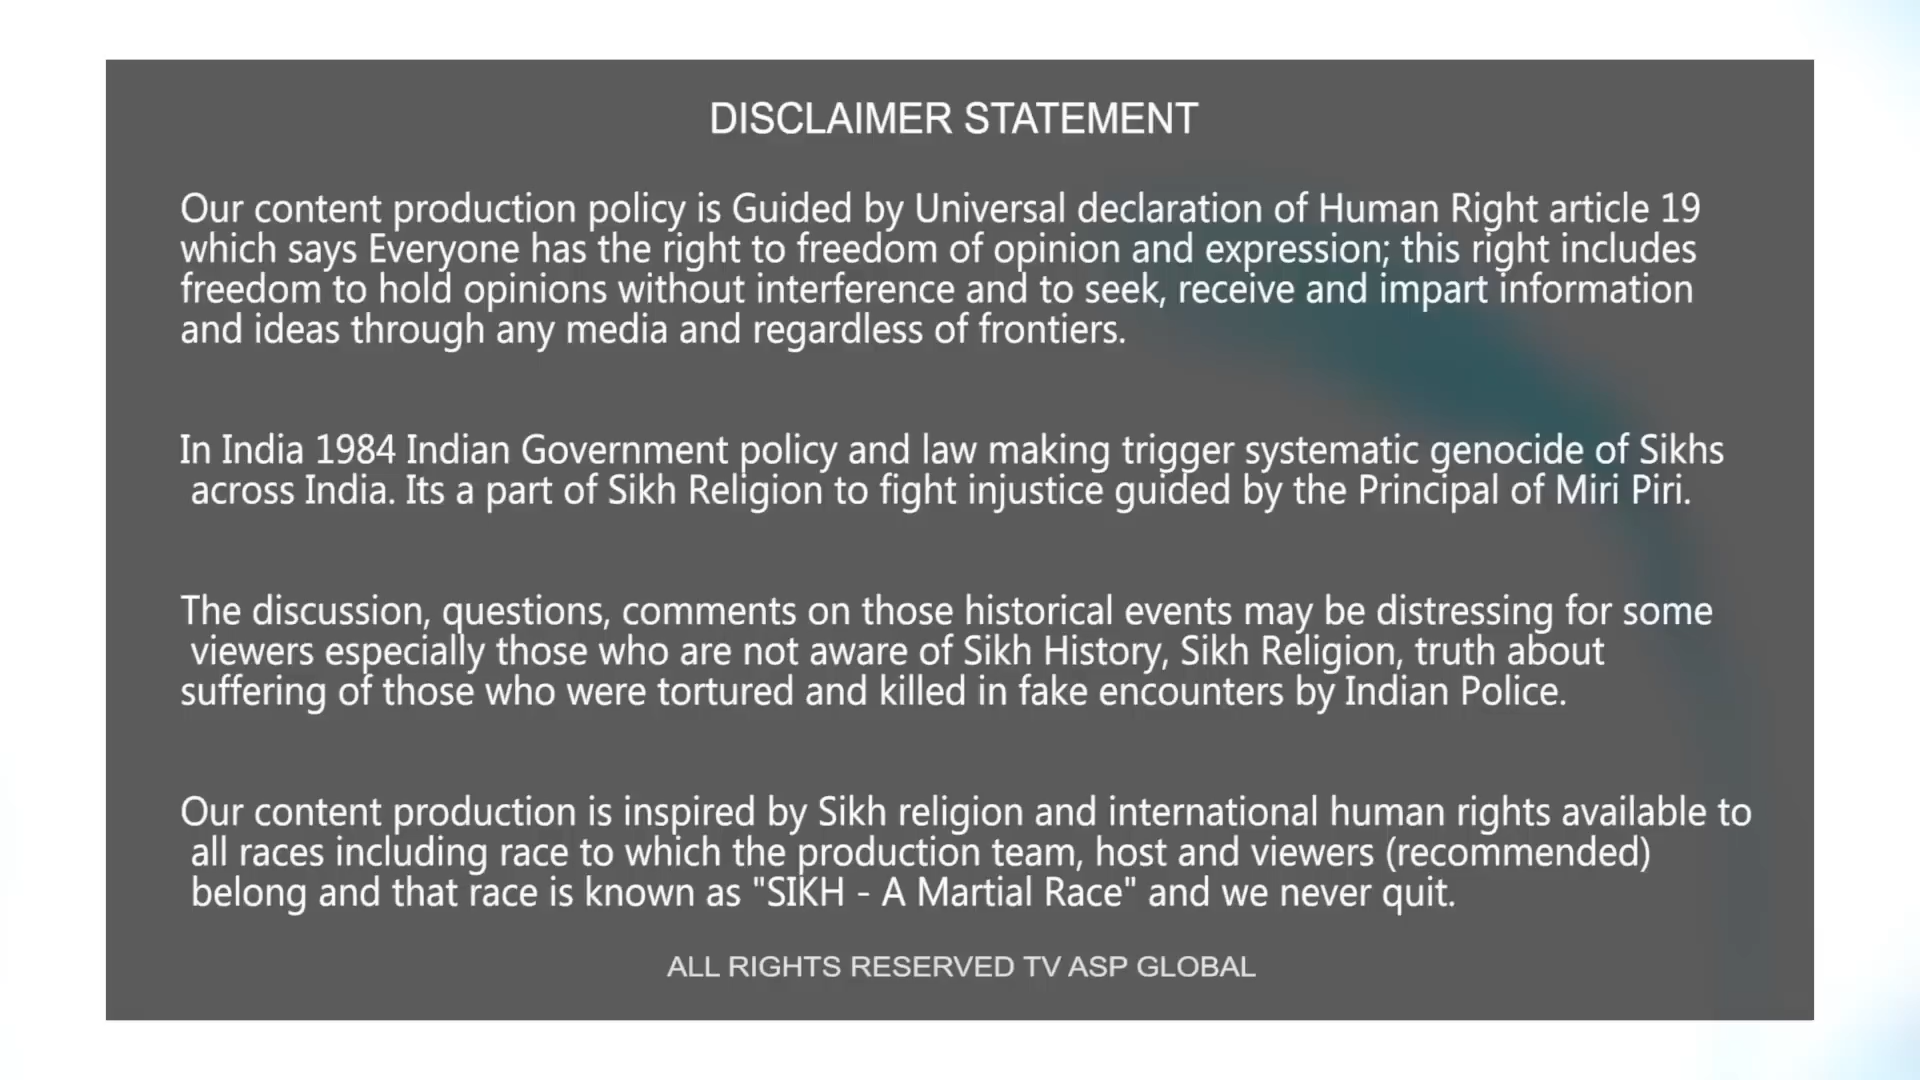 DISCLAIMER STATEMENT
Our content production policy is Guided by Universal declaration of Human Right article 19
which says Everyone has the right to freedom of opinion and expression; this right includes
freedom to hold opinions without interference and to seek, receive and impart information
and ideas through any media and regardless of frontiers.
In India 1984 Indian Government policy and law making trigger systematic genocide of Sikhs
across India. Its a part of Sikh Religion to fight injustice guided by the Principal of Miri Piri.
The discussion, questions, comments on those historical events may be distressing for some
viewers especially those who are not aware of Sikh History, Sikh Religion, truth about
suffering of those who were tortured and killed in fake encounters by Indian Police.
Our content production is inspired by Sikh religion and international human rights available to
all races including race to which the production team, host and viewers (recommended)
belong and that race is known as "SIKH - A Martial Race" and we never quit.
ALL RIGHTS RESERVED TV ASP GLOBAL